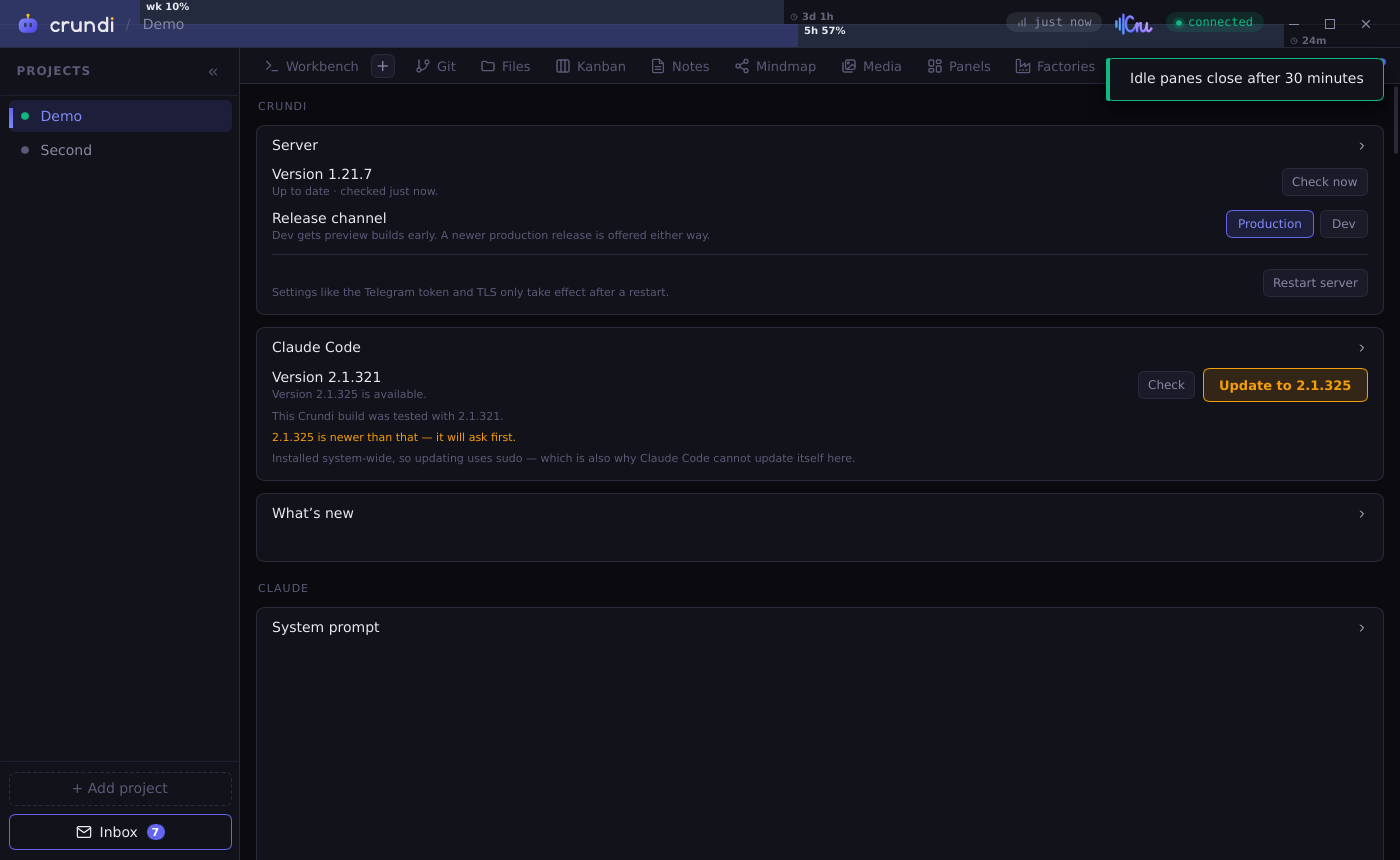 wk 10%
crundi / Demo
3d 1h
5h 57%
just now
Cru
connected
24m
PROJECTS
Workbench
Git
Files
Kanban
Notes
Mindmap
Media
Panels
Factories
Idle panes close after 30 minutes
Demo
Second
CRUNDI
Server
Version 1.21.7
Up to date · checked just now.
Check now
Release channel
Dev gets preview builds early. A newer production release is offered either way.
Production
Dev
Settings like the Telegram token and TLS only take effect after a restart.
Restart server
Claude Code
Version 2.1.321
Version 2.1.325 is available.
Check
Update to 2.1.325
This Crundi build was tested with 2.1.321.
2.1.325 is newer than that — it will ask first.
Installed system-wide, so updating uses sudo — which is also why Claude Code cannot update itself here.
What’s new
CLAUDE
System prompt
+ Add project
Inbox 7